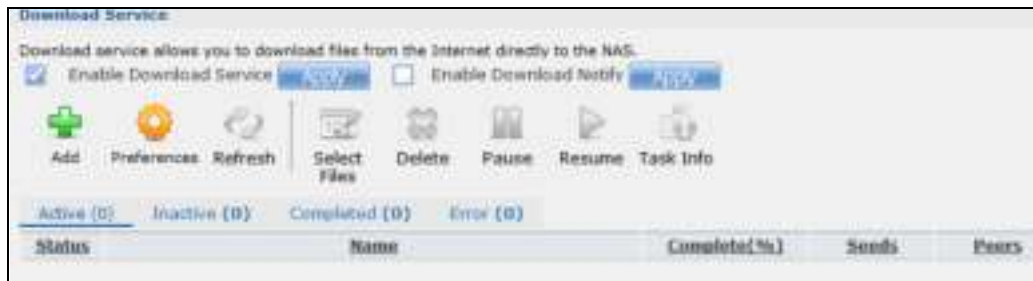 Download Service
Download service allows you to download files from the Internet directly to the NAS.
Enable Download Service Apply Enable Download Notify Apply
Add Preferences Refresh Select Files Delete Pause Resume Task Info
Active (0) Inactive (0) Completed (0) Error (0)
Status Name Complete(%) Seeds Peers